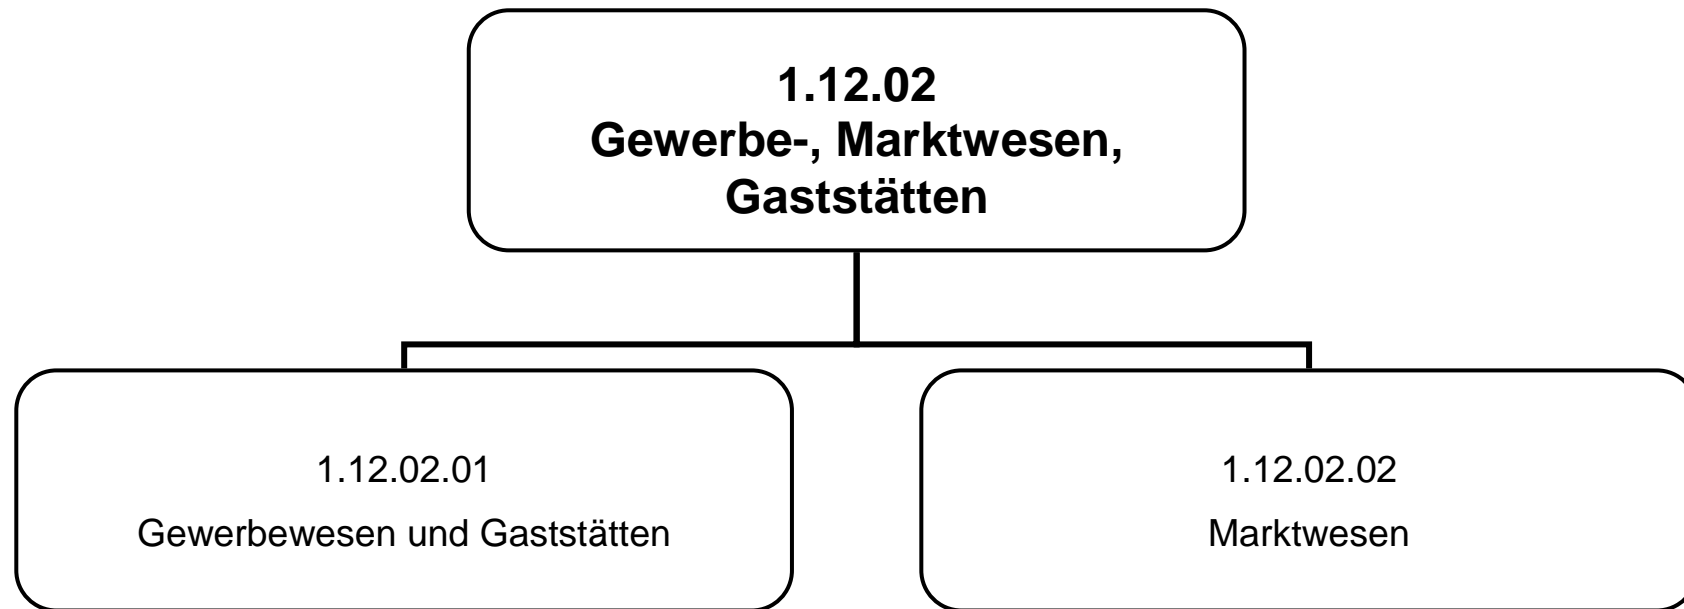 1.12.02
Gewerbe-, Marktwesen,
Gaststätten
1.12.02.01
Gewerbewesen und Gaststätten
1.12.02.02
Marktwesen